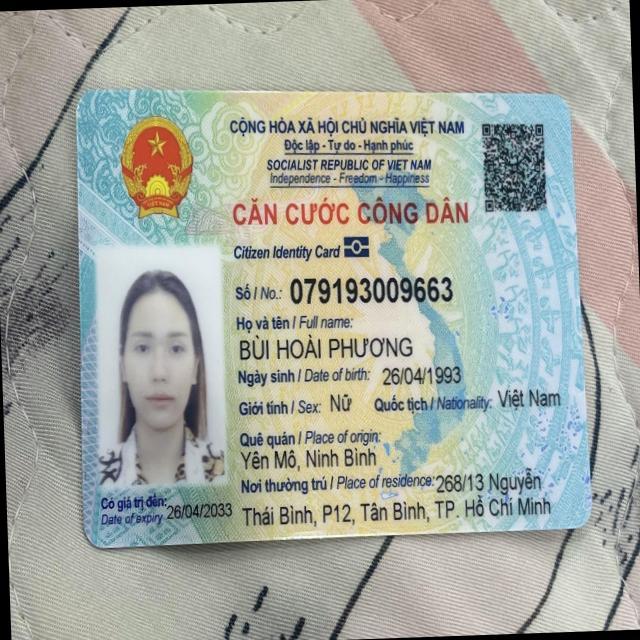 CỘNG HÒA XÃ HỘI CHỦ NGHĨA VIỆT NAM
Độc lập - Tự do - Hạnh phúc
SOCIALIST REPUBLIC OF VIET NAM
Independence - Freedom - Happiness
CĂN CƯỚC CÔNG DÂN
Citizen Identity Card
Số / No.: 079193009663
Họ và tên / Full name:
BÙI HOÀI PHƯƠNG
Ngày sinh / Date of birth: 26/04/1993
Giới tính / Sex: Nữ Quốc tịch / Nationality: Việt Nam
Quê quán / Place of origin:
Yên Mô, Ninh Bình
Nơi thường trú / Place of residence: 268/13 Nguyễn
Thái Bình, P12, Tân Bình, TP. Hồ Chí Minh
Có giá trị đến: 26/04/2033
Date of expiry